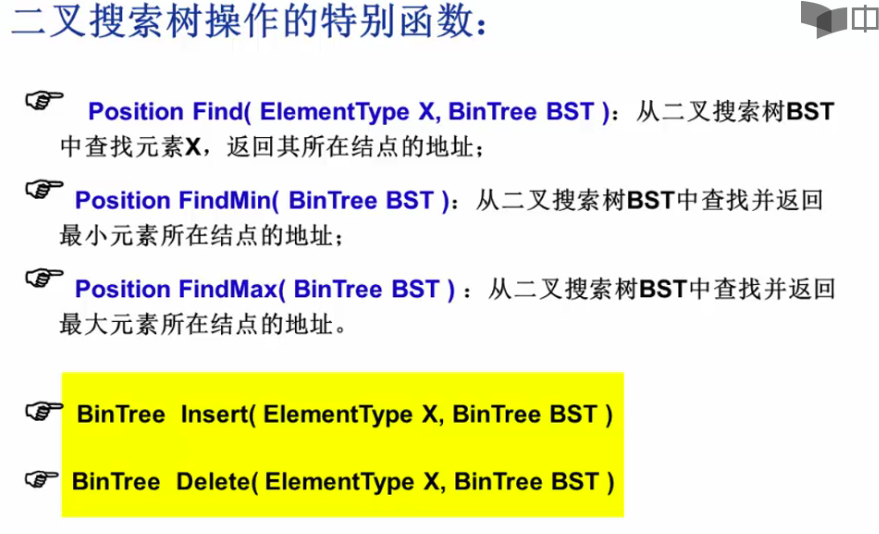 二叉搜索树操作的特别函数：
Position Find( ElementType X, BinTree BST )：从二叉搜索树BST
中查找元素X，返回其所在结点的地址；
Position FindMin( BinTree BST )：从二叉搜索树BST中查找并返回
最小元素所在结点的地址；
Position FindMax( BinTree BST ) ：从二叉搜索树BST中查找并返回
最大元素所在结点的地址。
BinTree Insert( ElementType X, BinTree BST )
BinTree Delete( ElementType X, BinTree BST )